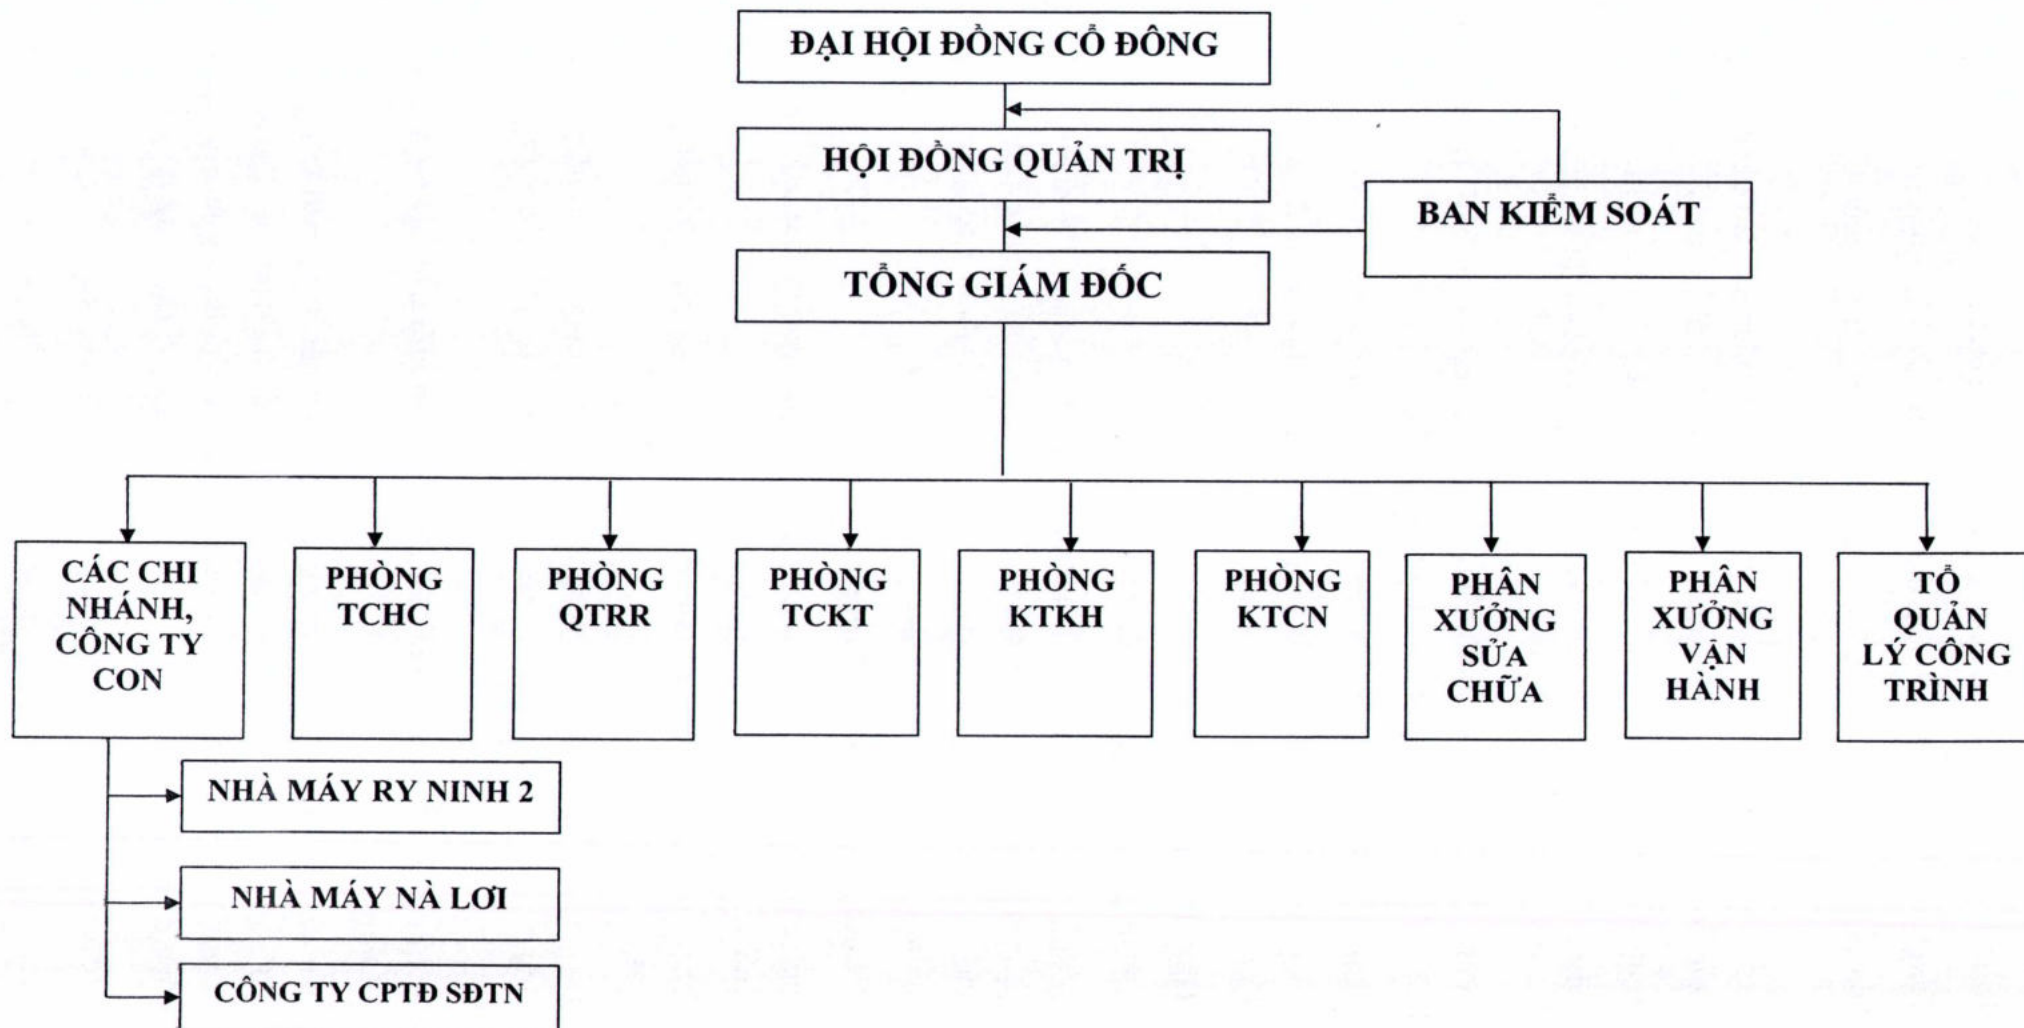 ĐẠI HỘI ĐỒNG CỔ ĐÔNG
HỘI ĐỒNG QUẢN TRỊ
BAN KIỂM SOÁT
TỔNG GIÁM ĐỐC
CÁC CHI
NHÁNH,
CÔNG TY
CON
PHÒNG
TCHC
PHÒNG
QTRR
PHÒNG
TCKT
PHÒNG
KTKH
PHÒNG
KTCN
PHÂN
XƯỞNG
SỬA
CHỮA
PHÂN
XƯỞNG
VẬN
HÀNH
TỔ
QUẢN
LÝ CÔNG
TRÌNH
NHÀ MÁY RY NINH 2
NHÀ MÁY NÀ LƠI
CÔNG TY CPTĐ SĐTN